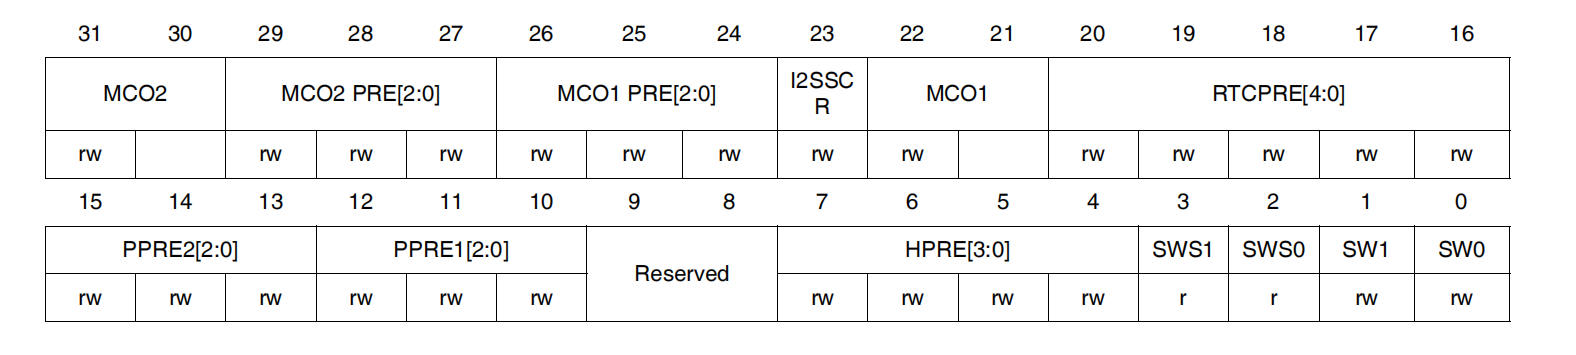 31 30 29 28 27 26 25 24 23 22 21 20 19 18 17 16
MCO2 MCO2 PRE[2:0] MCO1 PRE[2:0] I2SSC R MCO1 RTCPRE[4:0]
rw rw rw rw rw rw rw rw rw rw rw rw rw rw
15 14 13 12 11 10 9 8 7 6 5 4 3 2 1 0
PPRE2[2:0] PPRE1[2:0] Reserved HPRE[3:0] SWS1 SWS0 SW1 SW0
rw rw rw rw rw rw rw rw rw rw r r rw rw